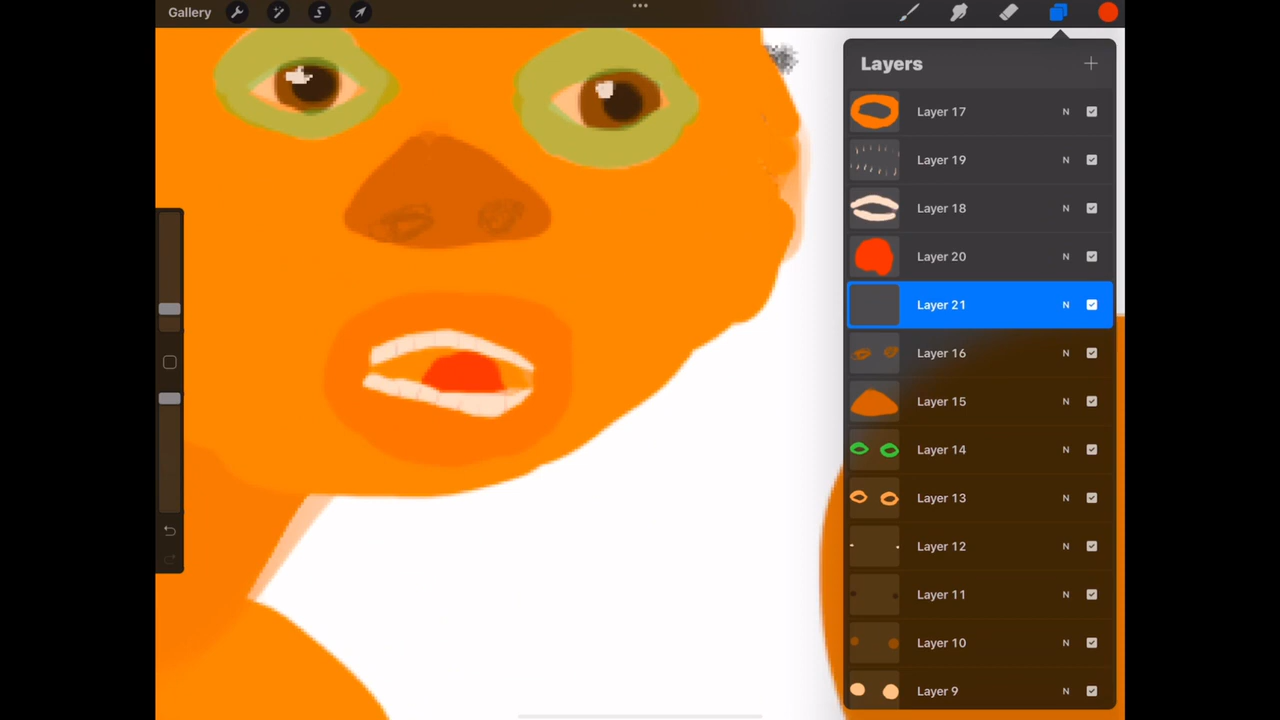 Gallery
Layers
Layer 17 N
Layer 19 N
Layer 18 N
Layer 20 N
Layer 21 N
Layer 16 N
Layer 15 N
Layer 14 N
Layer 13 N
Layer 12 N
Layer 11 N
Layer 10 N
Layer 9 N